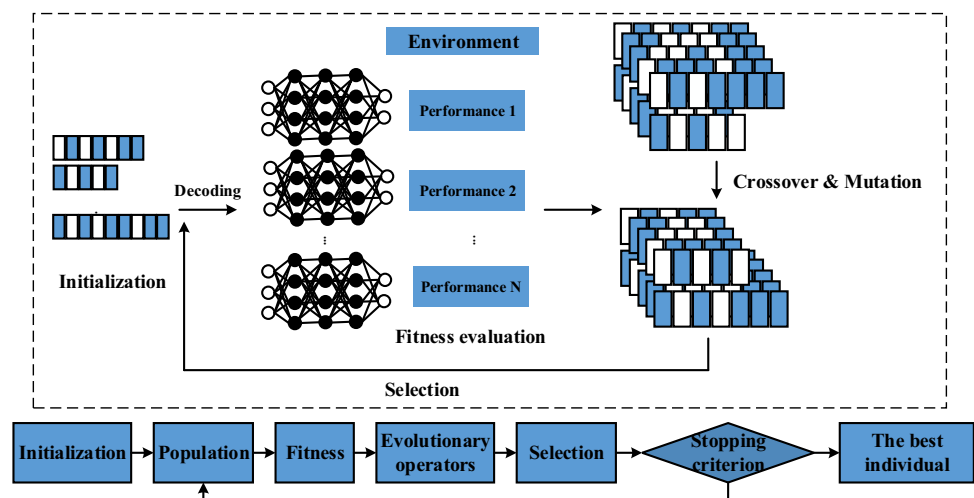 Environment
Performance 1
Decoding
Performance 2
Crossover & Mutation
...
...
Initialization
Performance N
Fitness evaluation
Selection
Initialization
Population
Fitness
Evolutionary
operators
Selection
Stopping
criterion
The best
individual